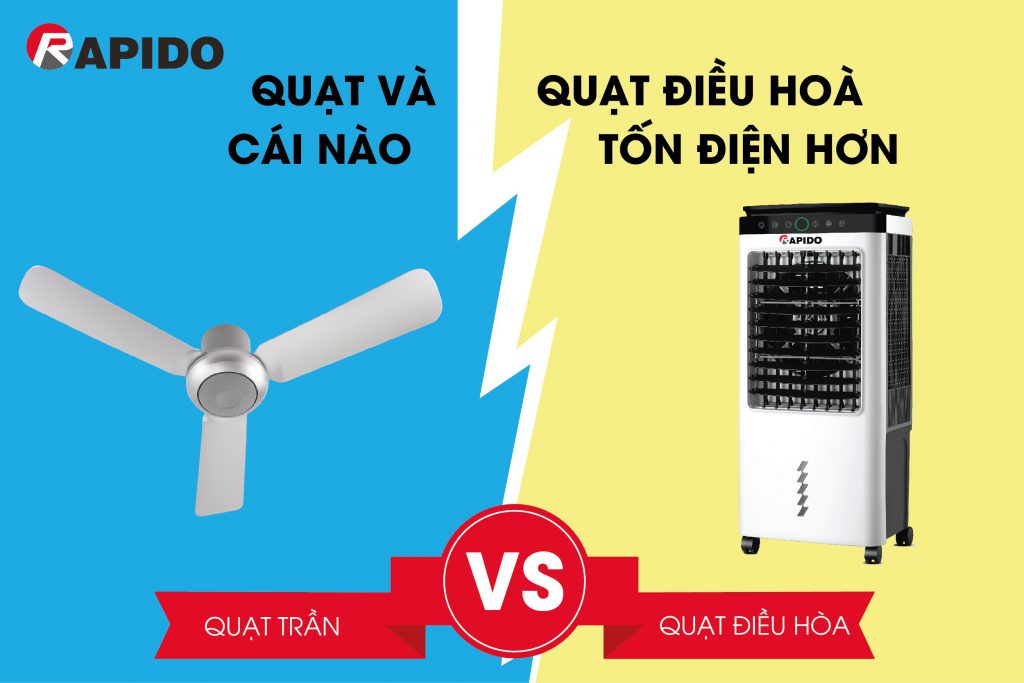 RAPIDO
QUẠT VÀ QUẠT ĐIỀU HOÀ
CÁI NÀO TỐN ĐIỆN HƠN
RAPIDO
VS
QUẠT TRẦN
QUẠT ĐIỀU HÒA